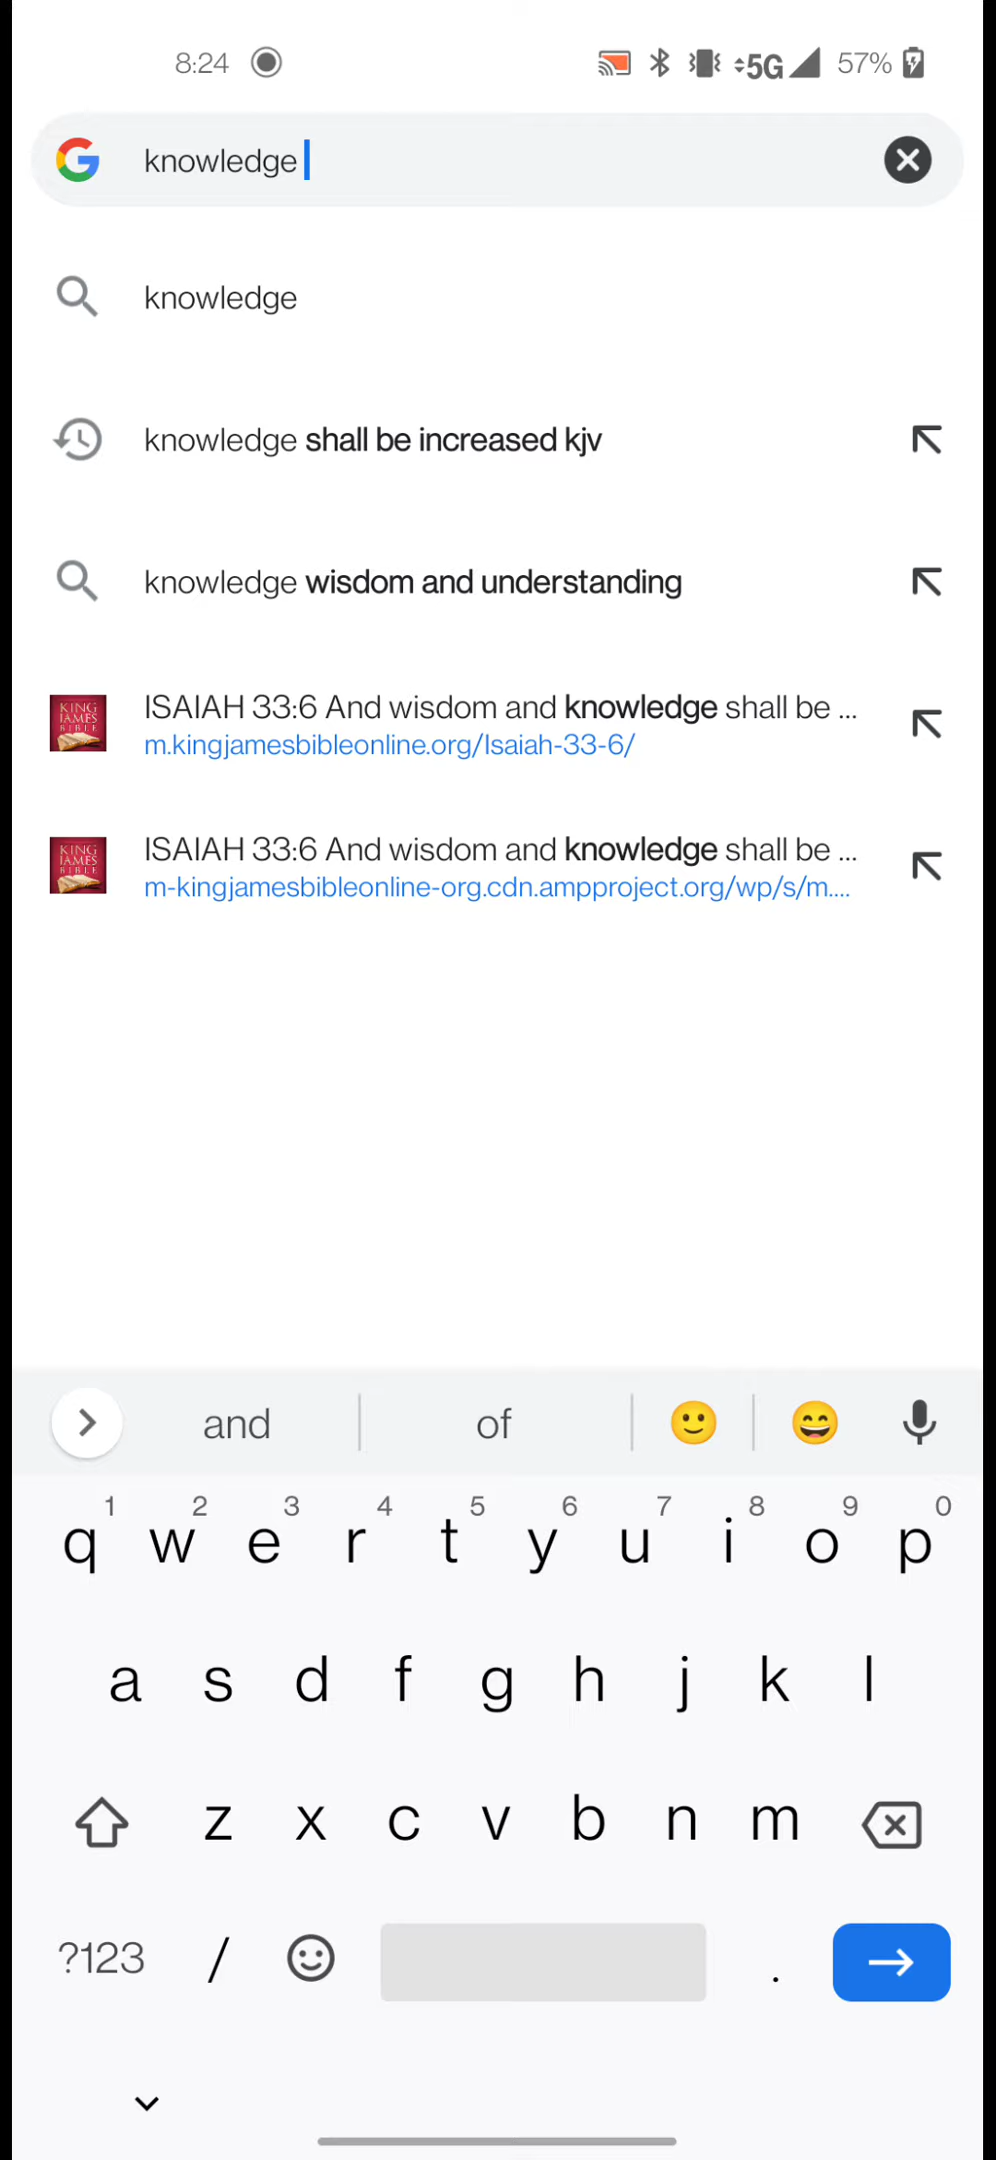 8:24 5G 57%
knowledge
knowledge
knowledge shall be increased kjv
knowledge wisdom and understanding
KING JAMES BIBLE
ISAIAH 33:6 And wisdom and knowledge shall be ...
m.kingjamesbibleonline.org/Isaiah-33-6/
KING JAMES BIBLE
ISAIAH 33:6 And wisdom and knowledge shall be ...
m-kingjamesbibleonline-org.cdn.ampproject.org/wp/s/m....
and of
1 2 3 4 5 6 7 8 9 0
q w e r t y u i o p
a s d f g h j k l
z x c v b n m
?123 / .